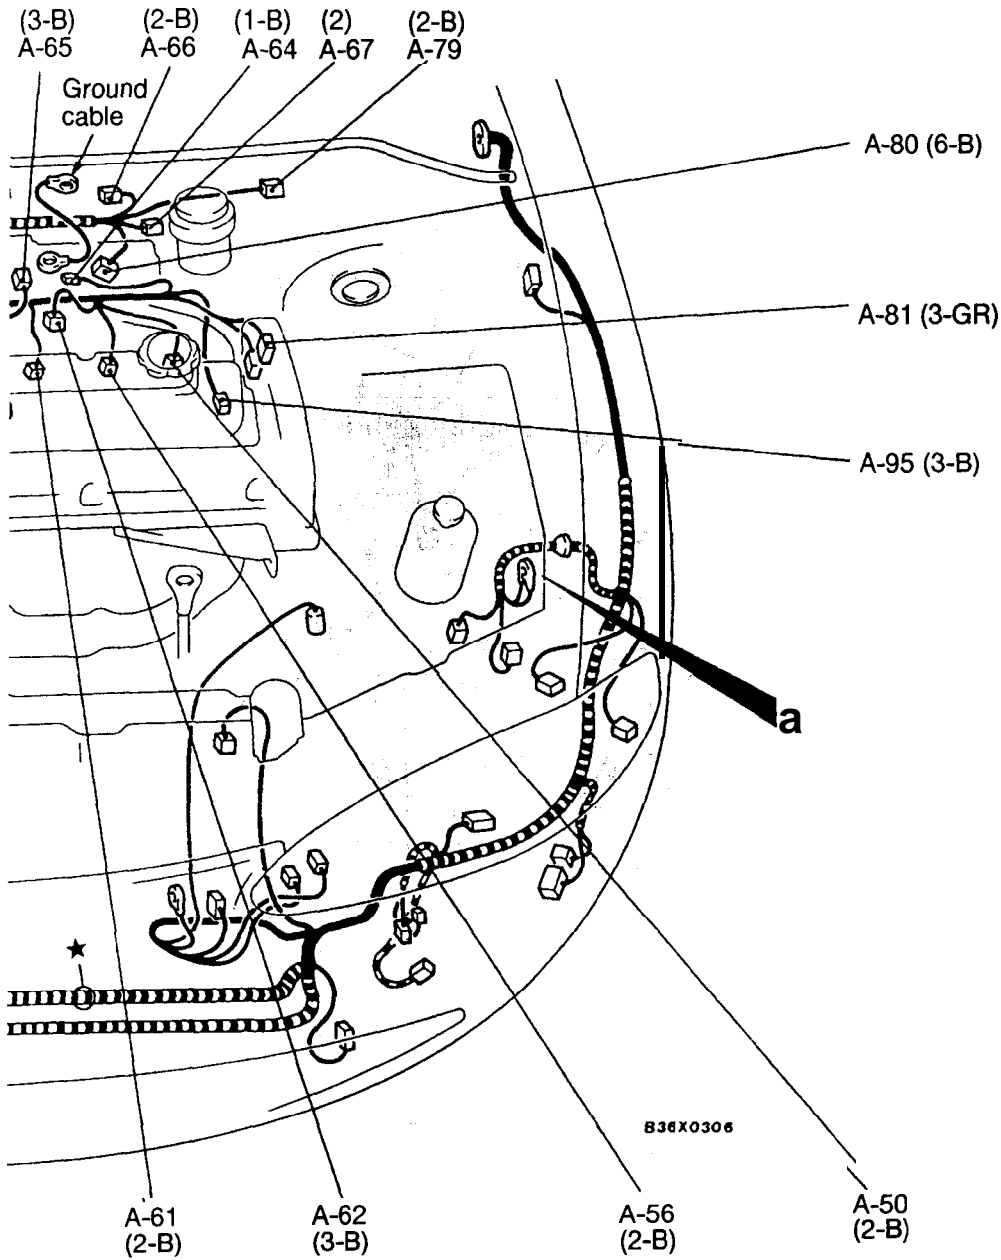 (3-B) (2-B) (1-B) (2) (2-B)
A-65 A-66 A-64 A-67 A-79
Ground
cable
A-80 (6-B)
A-81 (3-GR)
A-95 (3-B)
a
★
B36X0306
A-61 A-62 A-56 A-50
(2-B) (3-B) (2-B) (2-B)